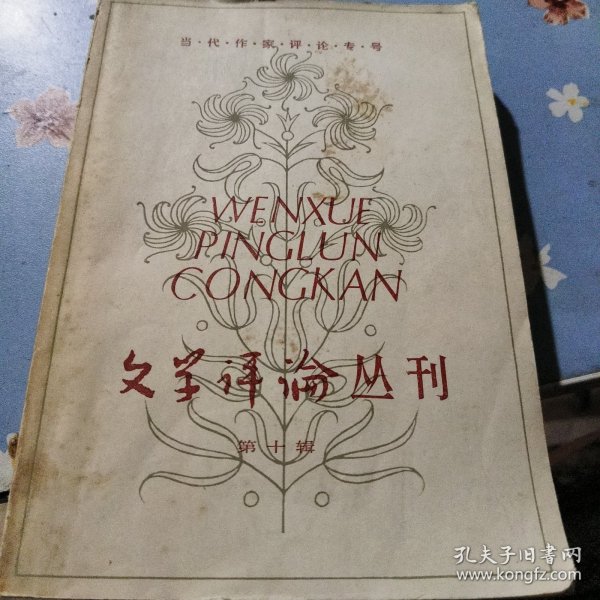 当·代·作·家·评·论·专·号
WENXUE
PINGLUN
CONGKAN
文学评论丛刊
第十辑
孔夫子旧书网
www.kongfz.com